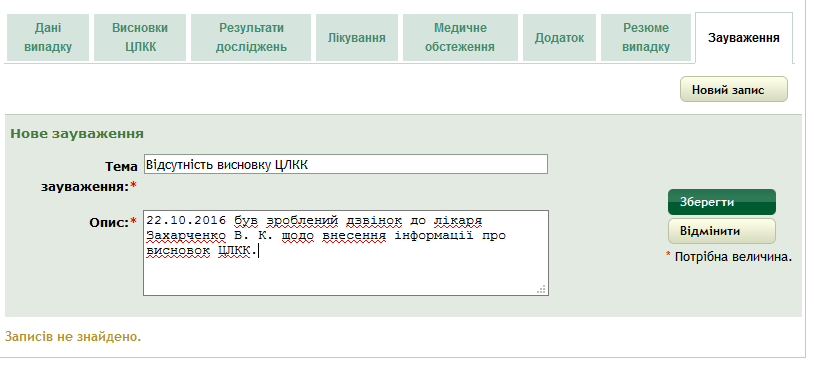 Дані випадку
Висновки ЦЛКК
Результати досліджень
Лікування
Медичне обстеження
Додаток
Резюме випадку
Зауваження
Новий запис
Нове зауваження
Тема зауваження:*
Відсутність висновку ЦЛКК
Опис:*
22.10.2016 був зроблений дзвінок до лікаря
Захарченко В. К. щодо внесення інформації про
висновок ЦЛКК.
Зберегти
Відмінити
* Потрібна величина.
Записів не знайдено.